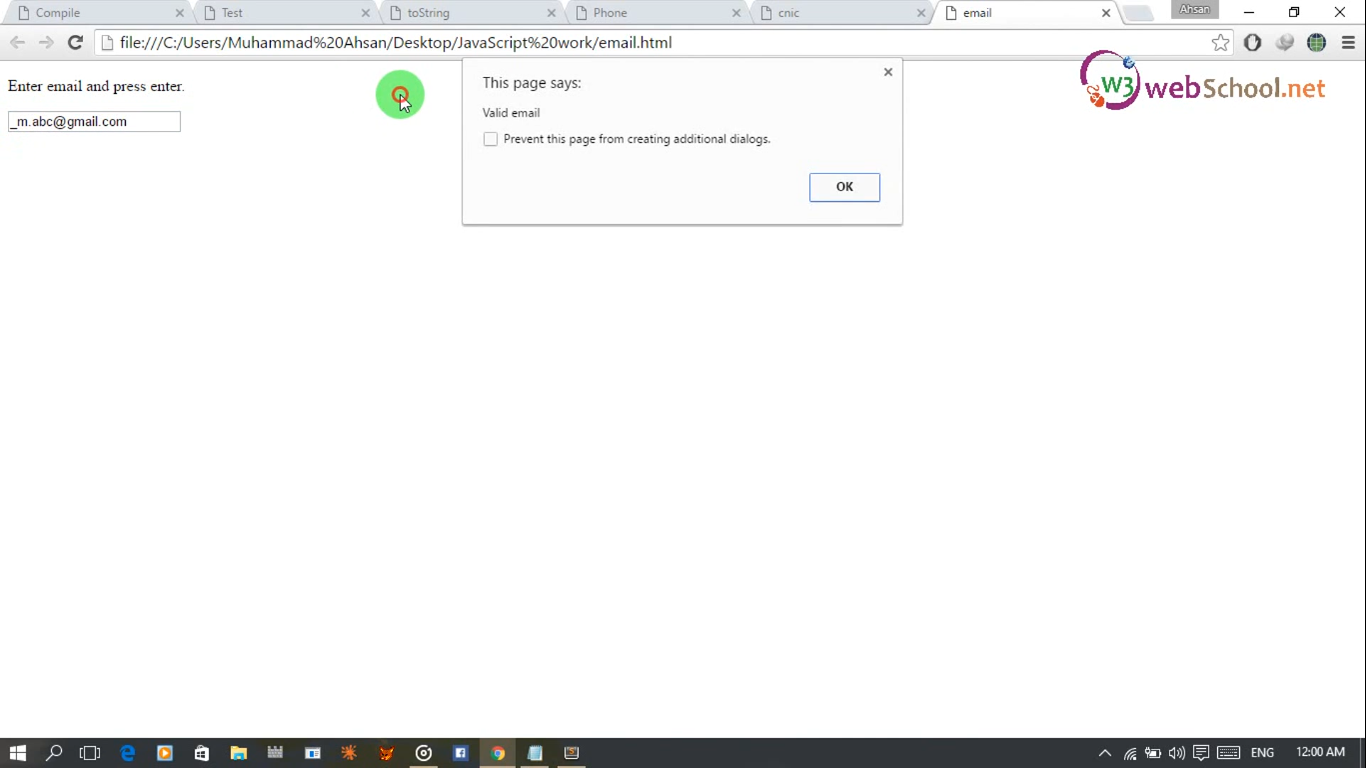 Compile
Test
toString
Phone
cnic
email
Ahsan
file:///C:/Users/Muhammad%20Ahsan/Desktop/JavaScript%20work/email.html
W3 webSchool.net
Enter email and press enter.
_m.abc@gmail.com
This page says:
Valid email
Prevent this page from creating additional dialogs.
OK
ENG
12:00 AM